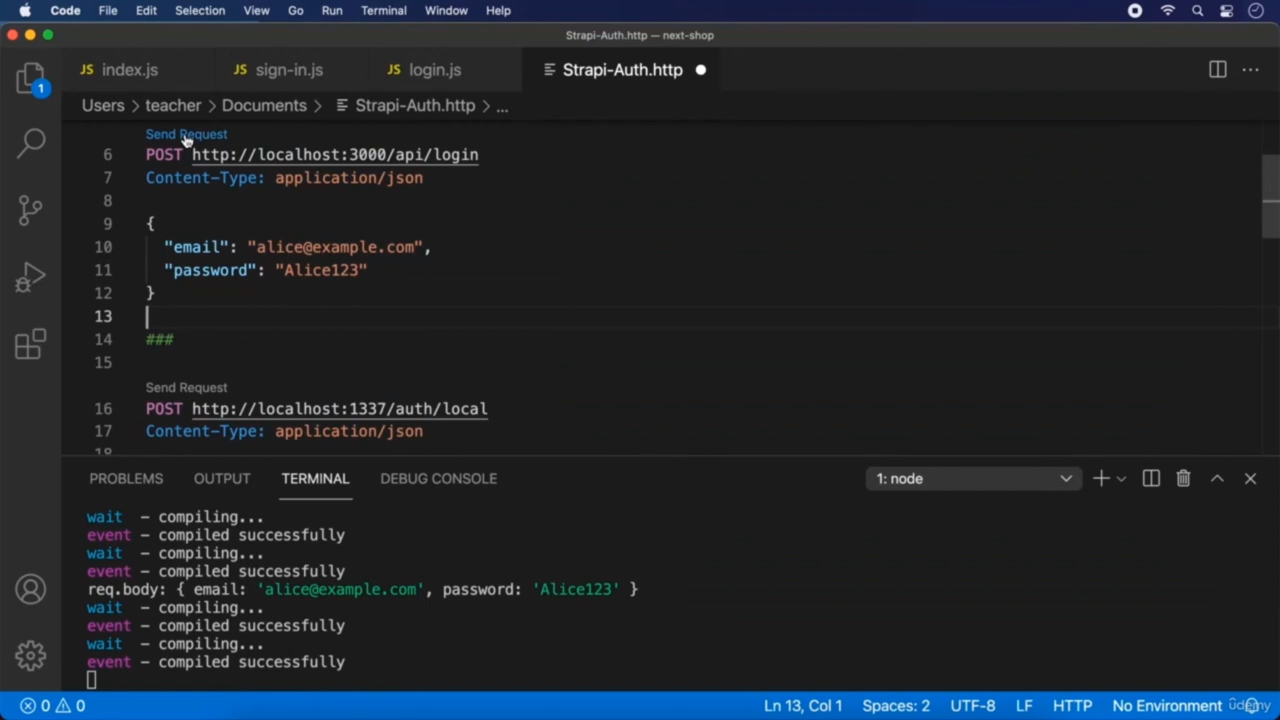 Code File Edit Selection View Go Run Terminal Window Help
Strapi-Auth.http — next-shop
1
JS index.js JS sign-in.js JS login.js Strapi-Auth.http
Users > teacher > Documents > Strapi-Auth.http > ...
Send Request
6 POST http://localhost:3000/api/login
7 Content-Type: application/json
8
9 {
10 "email": "alice@example.com",
11 "password": "Alice123"
12 }
13
14 ###
15
Send Request
16 POST http://localhost:1337/auth/local
17 Content-Type: application/json
18
PROBLEMS OUTPUT TERMINAL DEBUG CONSOLE 1: node
wait - compiling...
event - compiled successfully
wait - compiling...
event - compiled successfully
req.body: { email: 'alice@example.com', password: 'Alice123' }
wait - compiling...
event - compiled successfully
wait - compiling...
event - compiled successfully
0 0 Ln 13, Col 1 Spaces: 2 UTF-8 LF HTTP No Environment udemy